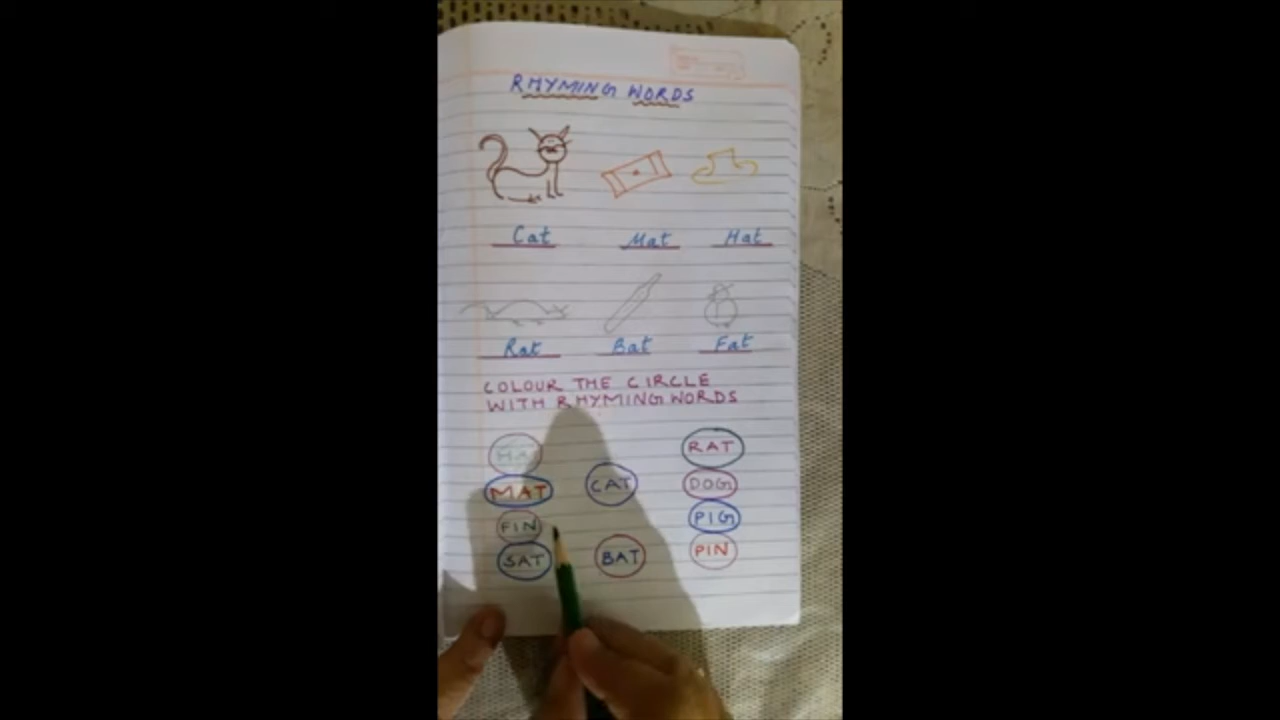 RHYMING WORDS
Cat Mat Hat
Rat Bat Fat
COLOUR THE CIRCLE
WITH RHYMING WORDS
RAT
MAT CAT DOG
FIN PIG
SAT BAT PIN